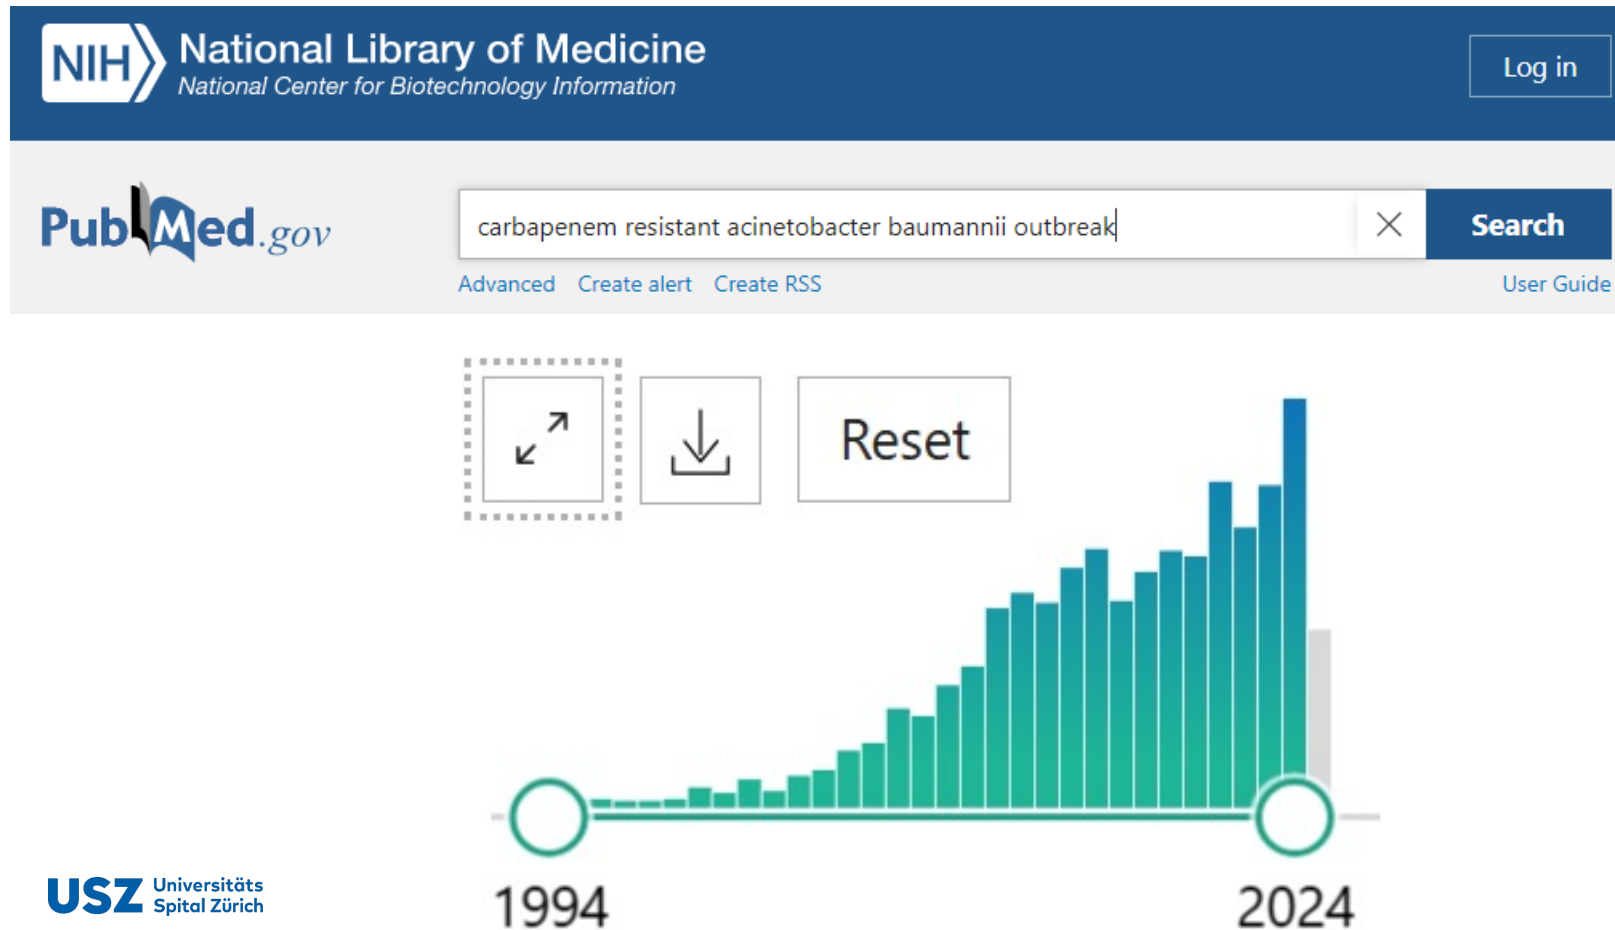 NIH National Library of Medicine
National Center for Biotechnology Information
Log in
PubMed.gov
carbapenem resistant acinetobacter baumannii outbreak
Search
Advanced Create alert Create RSS
User Guide
Reset
1994
2024
USZ Universitäts
Spital Zürich